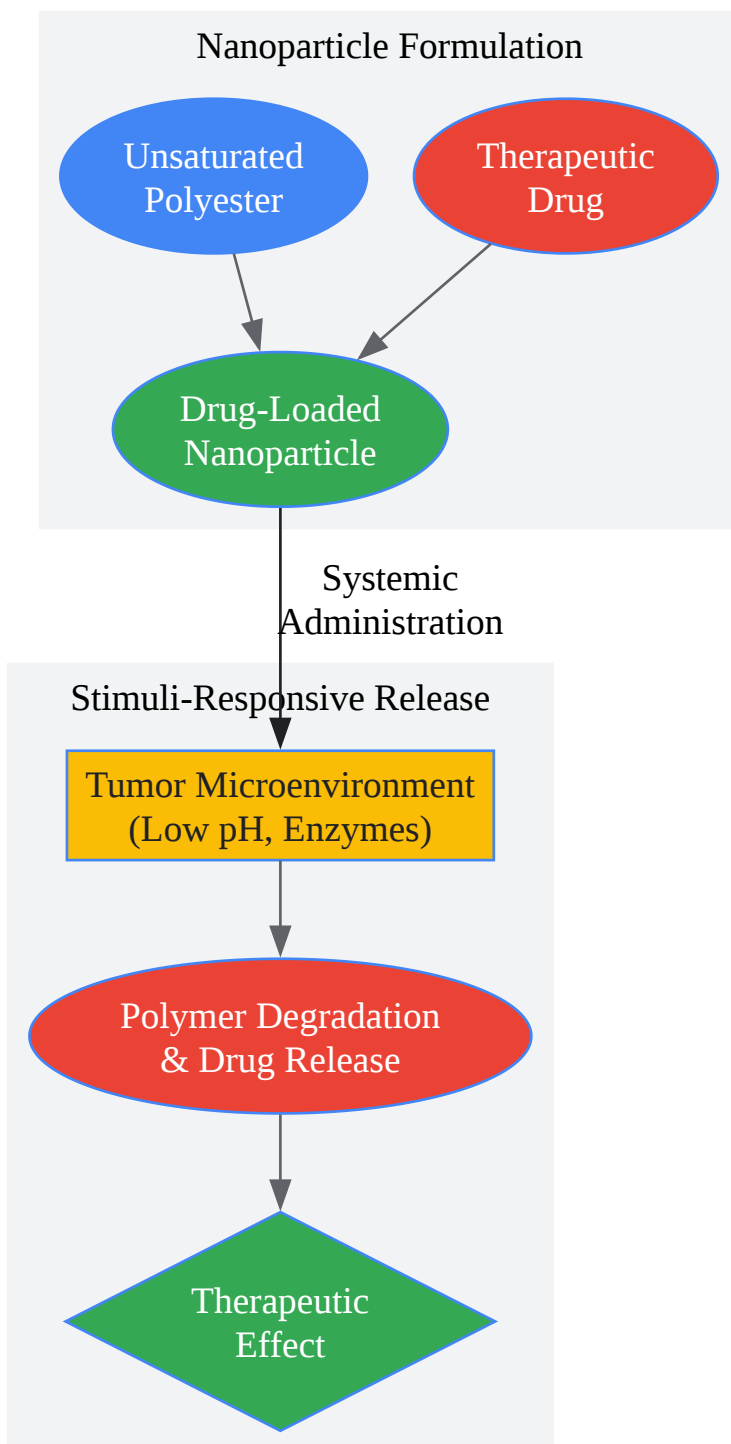 Nanoparticle Formulation
Unsaturated
Polyester
Therapeutic
Drug
Drug-Loaded
Nanoparticle
Systemic
Administration
Stimuli-Responsive Release
Tumor Microenvironment
(Low pH, Enzymes)
Polymer Degradation
& Drug Release
Therapeutic
Effect